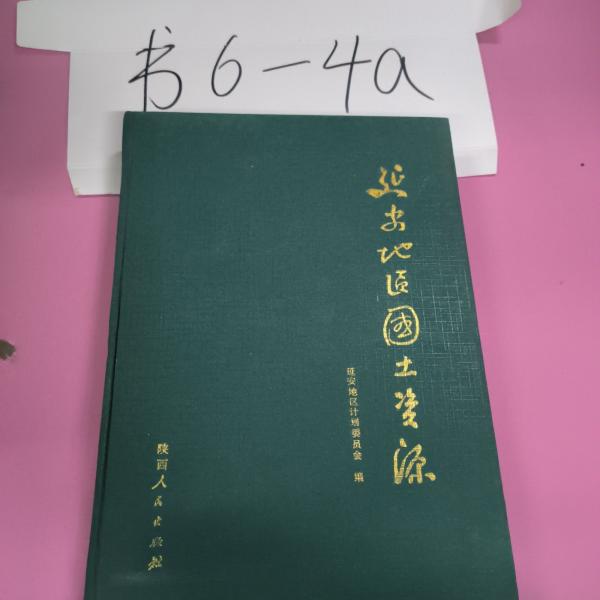 书6-4a
延安地区國土资源
延安地区计划委员会 编
陕西人民出版社